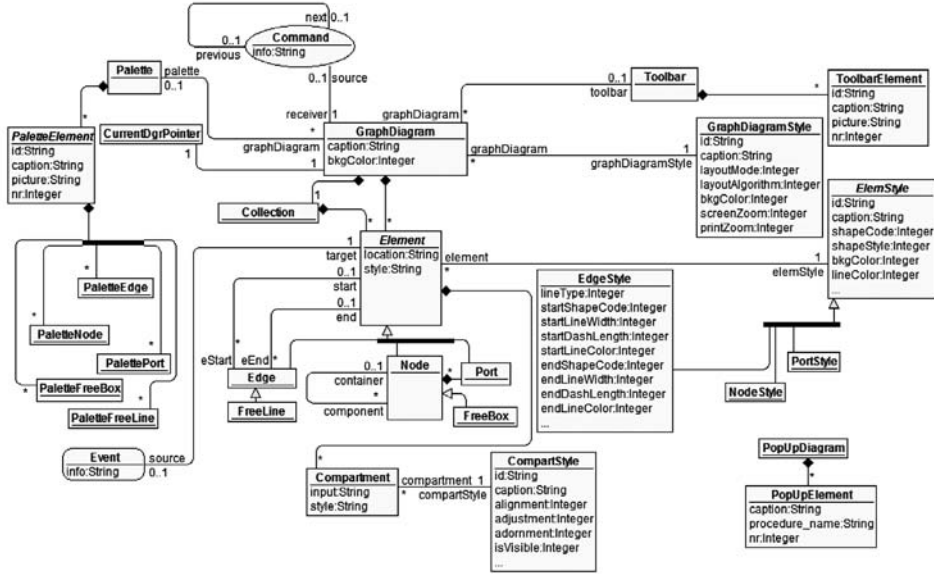 next 0..1
Command
info:String
0..1
previous
0..1 source
receiver 1
Palette
palette
0..1
PaletteElement
id:String
caption:String
picture:String
nr:Integer
*
CurrentDgrPointer
1
graphDiagram
*
1
GraphDiagram
caption:String
bkgColor:Integer
graphDiagram
*
0..1
toolbar
Toolbar
*
ToolbarElement
id:String
caption:String
picture:String
nr:Integer
graphDiagram
*
1
graphDiagramStyle
GraphDiagramStyle
id:String
caption:String
layoutMode:Integer
layoutAlgorithm:Integer
bkgColor:Integer
screenZoom:Integer
printZoom:Integer
ElemStyle
id:String
caption:String
shapeCode:Integer
shapeStyle:Integer
bkgColor:Integer
lineColor:Integer
...
1
Collection
*
*
Element
location:String
style:String
1
target
0..1
start
0..1
end
element
*
1
elemStyle
*
PaletteEdge
*
PaletteNode
*
PalettePort
*
PaletteFreeBox
*
PaletteFreeLine
*
eStart
eEnd
*
Edge
FreeLine
0..1
container
*
component
Node
*
Port
FreeBox
EdgeStyle
lineType:Integer
startShapeCode:Integer
startLineWidth:Integer
startDashLength:Integer
startLineColor:Integer
endShapeCode:Integer
endLineWidth:Integer
endDashLength:Integer
endLineColor:Integer
...
PortStyle
NodeStyle
Event
info:String
source
0..1
*
Compartment
input:String
style:String
compartment 1
* compartStyle
CompartStyle
id:String
caption:String
alignment:Integer
adjustment:Integer
adornment:Integer
isVisible:Integer
...
PopUpDiagram
*
PopUpElement
caption:String
procedure_name:String
nr:Integer